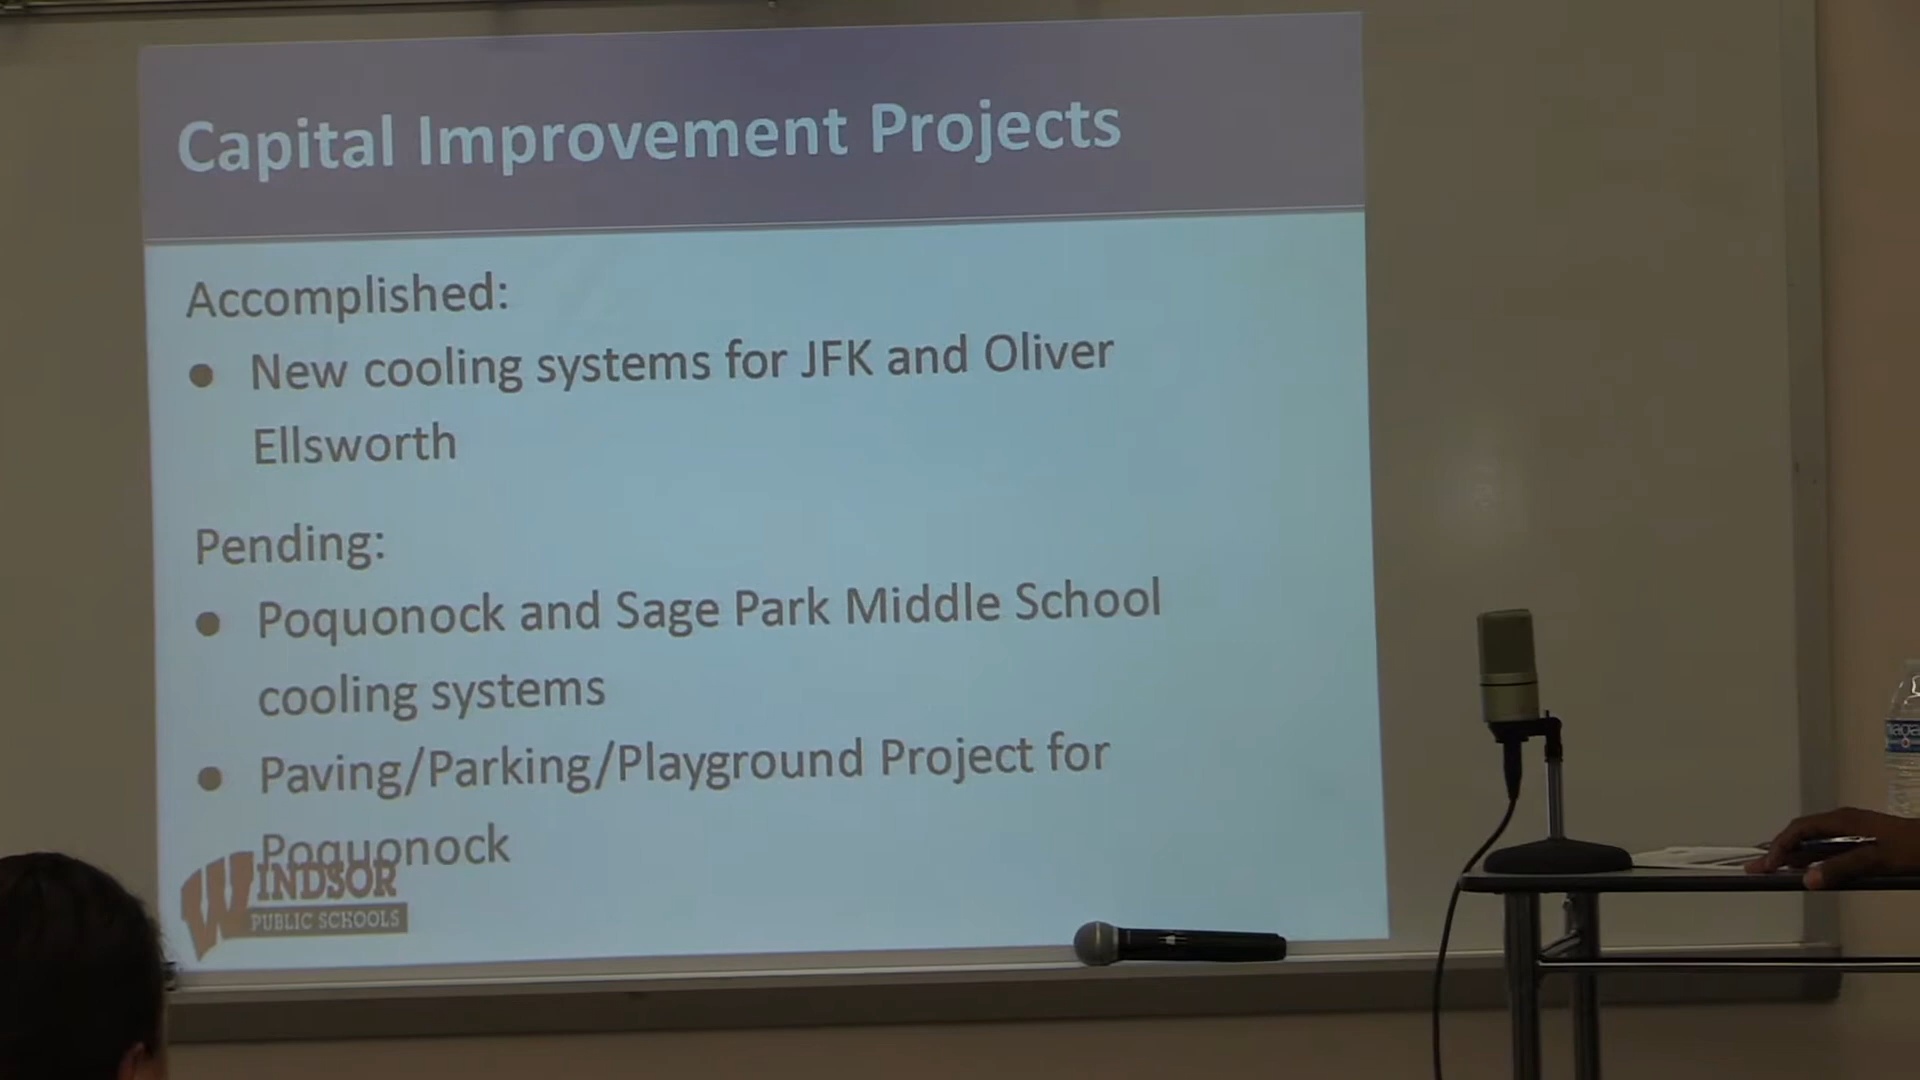 Capital Improvement Projects
Accomplished:
● New cooling systems for JFK and Oliver
Ellsworth
Pending:
● Poquonock and Sage Park Middle School
cooling systems
● Paving/Parking/Playground Project for
Poquonock
WINDSOR
PUBLIC SCHOOLS